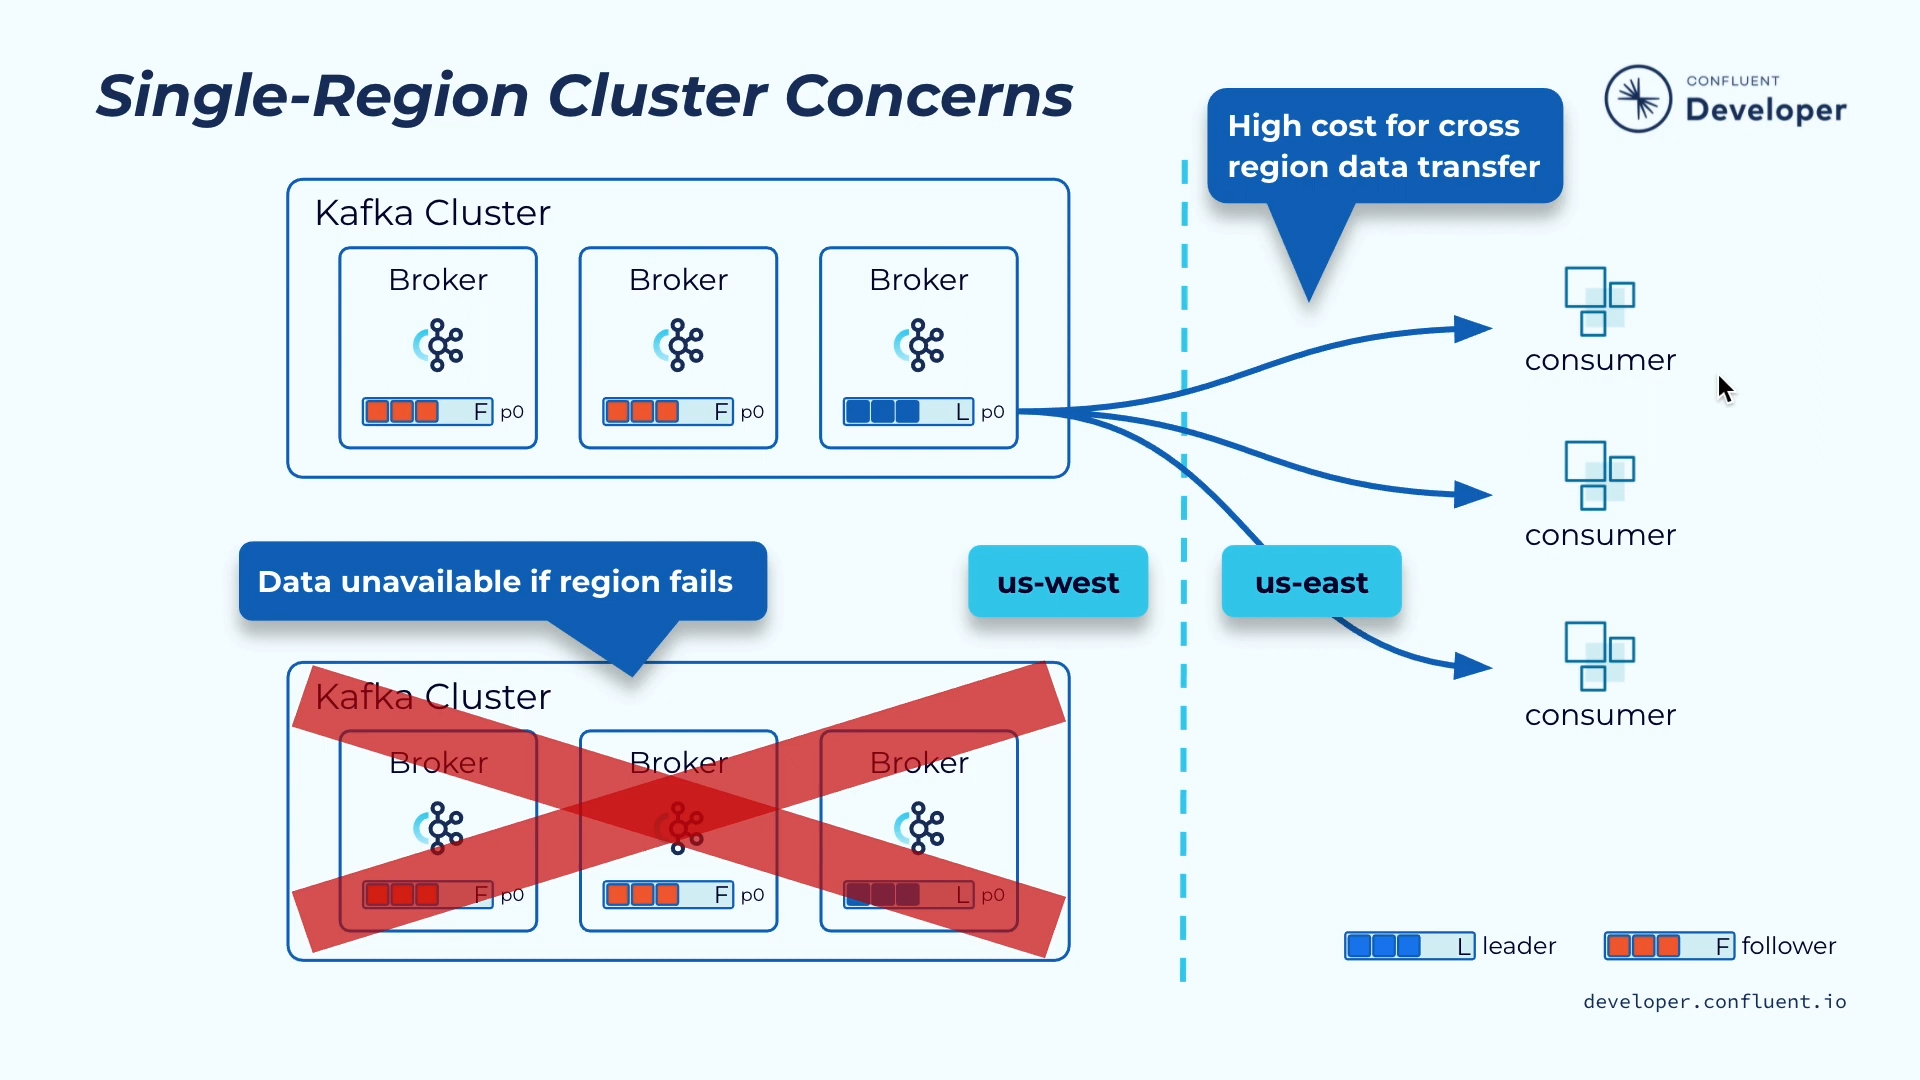 Single-Region Cluster Concerns
CONFLUENT
Developer
High cost for cross
region data transfer
Kafka Cluster
Broker
F p0
Broker
F p0
Broker
L p0
consumer
consumer
consumer
Data unavailable if region fails
us-west
us-east
Kafka Cluster
Broker
F p0
Broker
F p0
Broker
L p0
L leader
F follower
developer.confluent.io